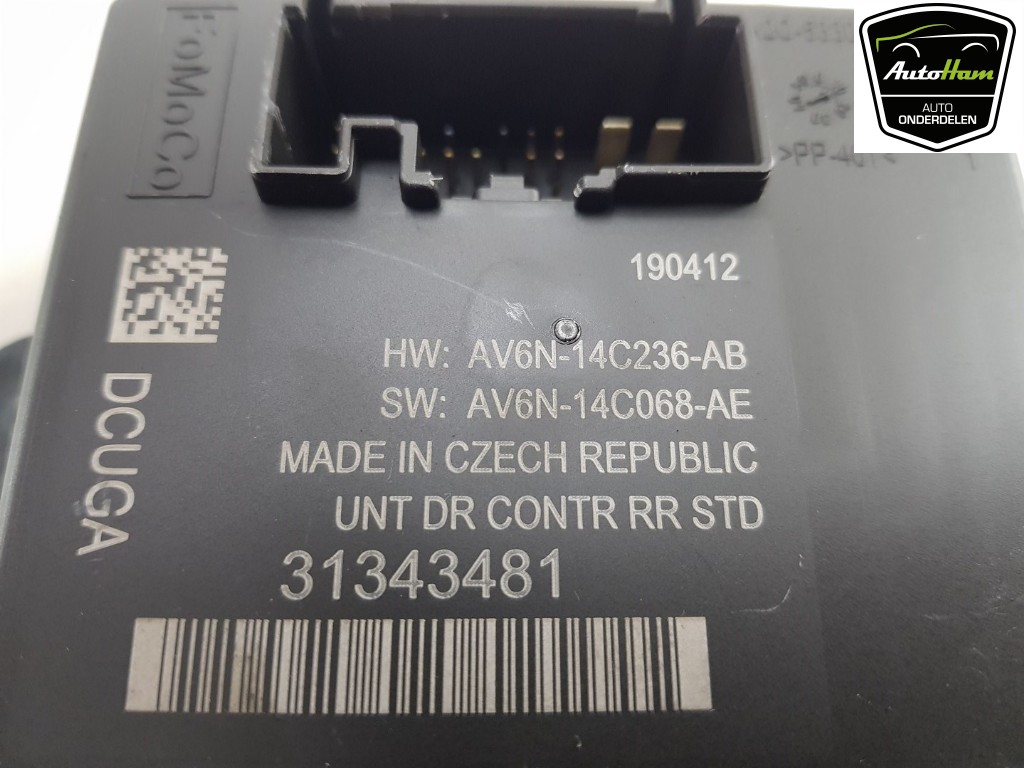 FoMoCo
AutoHam
AUTO
ONDERDELEN
190412
HW: AV6N-14C236-AB
SW: AV6N-14C068-AE
MADE IN CZECH REPUBLIC
UNT DR CONTR RR STD
31343481
DCUGA